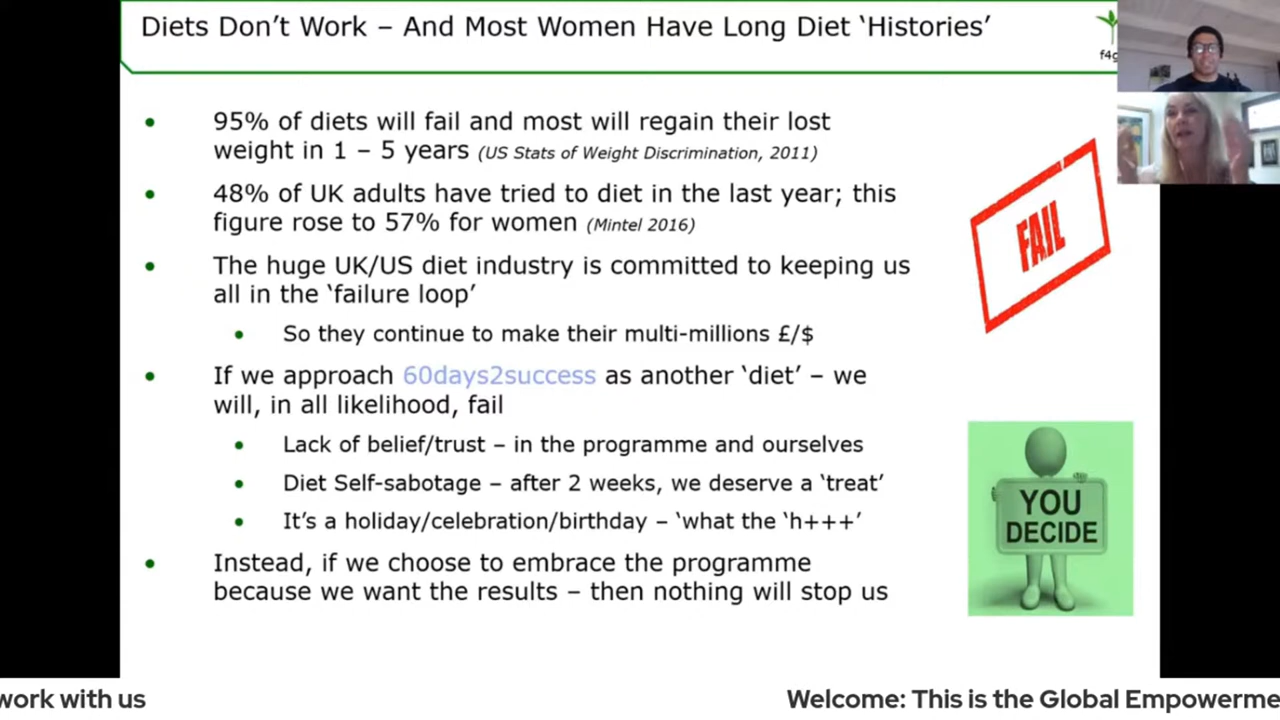 Diets Don't Work – And Most Women Have Long Diet 'Histories'
f4g
• 95% of diets will fail and most will regain their lost
weight in 1 – 5 years (US Stats of Weight Discrimination, 2011)
• 48% of UK adults have tried to diet in the last year; this
figure rose to 57% for women (Mintel 2016)
• The huge UK/US diet industry is committed to keeping us
all in the 'failure loop'
• So they continue to make their multi-millions £/$
• If we approach 60days2success as another 'diet' – we
will, in all likelihood, fail
• Lack of belief/trust – in the programme and ourselves
• Diet Self-sabotage – after 2 weeks, we deserve a 'treat'
• It's a holiday/celebration/birthday – 'what the 'h+++'
• Instead, if we choose to embrace the programme
because we want the results – then nothing will stop us
FAIL
YOU
DECIDE
work with us
Welcome: This is the Global Empowerme